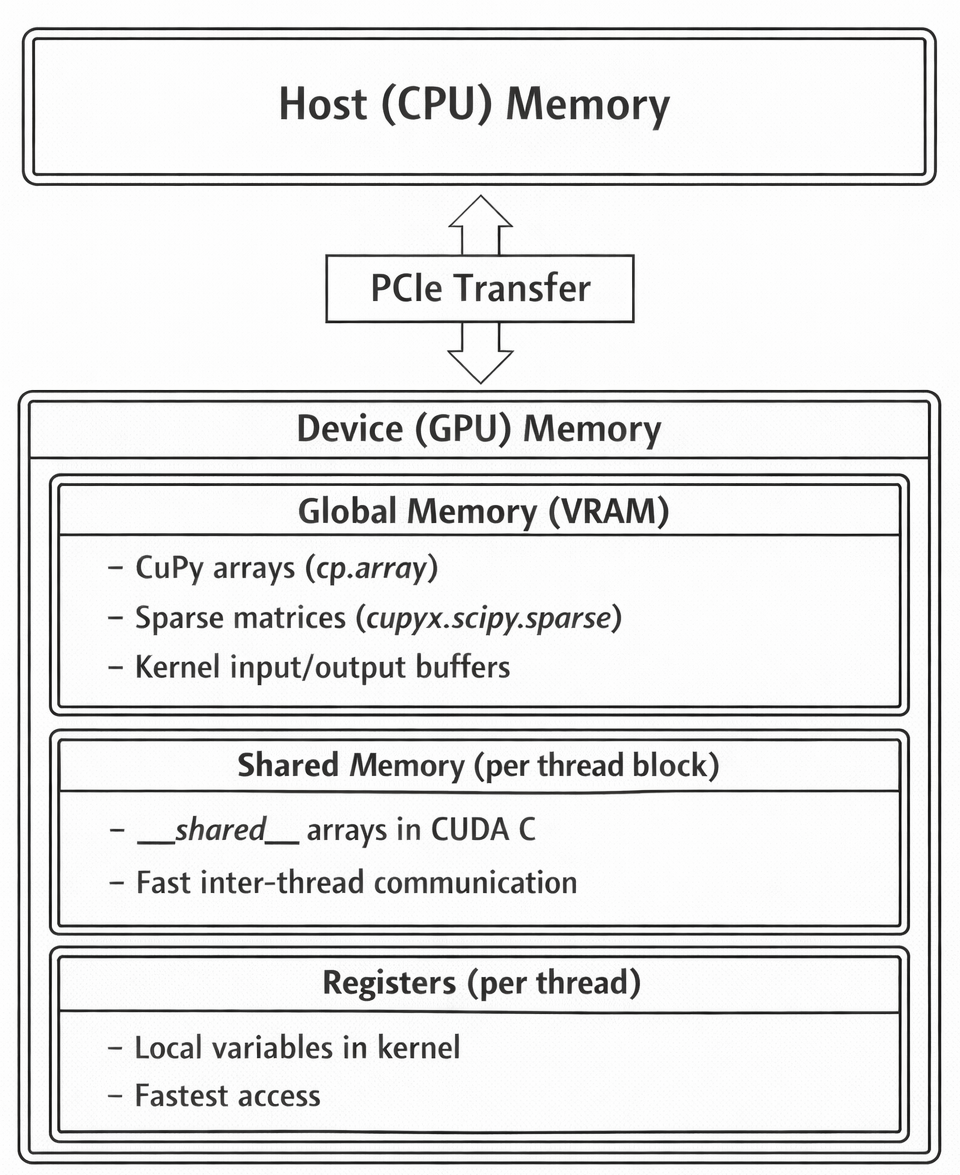 Host (CPU) Memory
PCIe Transfer
Device (GPU) Memory
Global Memory (VRAM)
– CuPy arrays (cp.array)
– Sparse matrices (cupyx.scipy.sparse)
– Kernel input/output buffers
Shared Memory (per thread block)
– __shared__ arrays in CUDA C
– Fast inter-thread communication
Registers (per thread)
– Local variables in kernel
– Fastest access